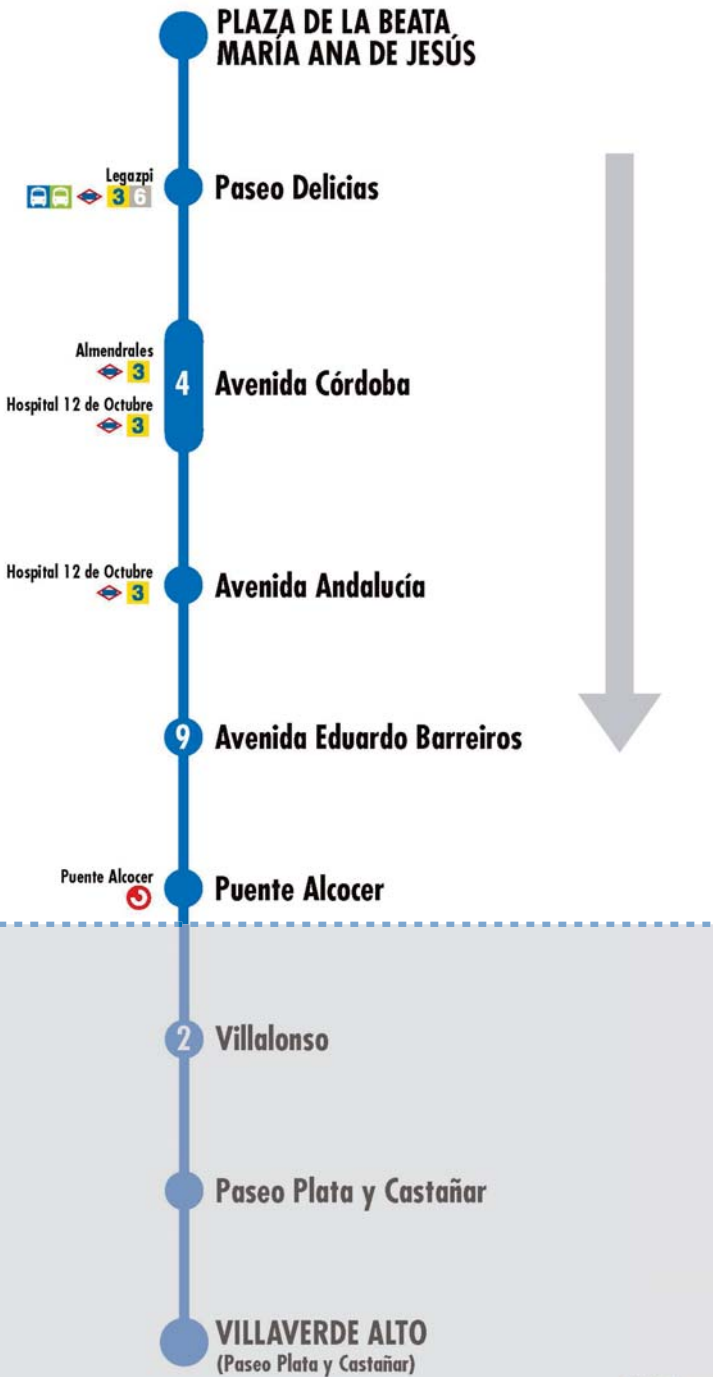 PLAZA DE LA BEATA
MARÍA ANA DE JESÚS
Legazpi
3 6
Paseo Delicias
Almendrales
3
4
Avenida Córdoba
Hospital 12 de Octubre
3
Hospital 12 de Octubre
3
Avenida Andalucía
9
Avenida Eduardo Barreiros
Puente Alcocer
Puente Alcocer
2
Villalonso
Paseo Plata y Castañar
VILLAVERDE ALTO
(Paseo Plata y Castañar)